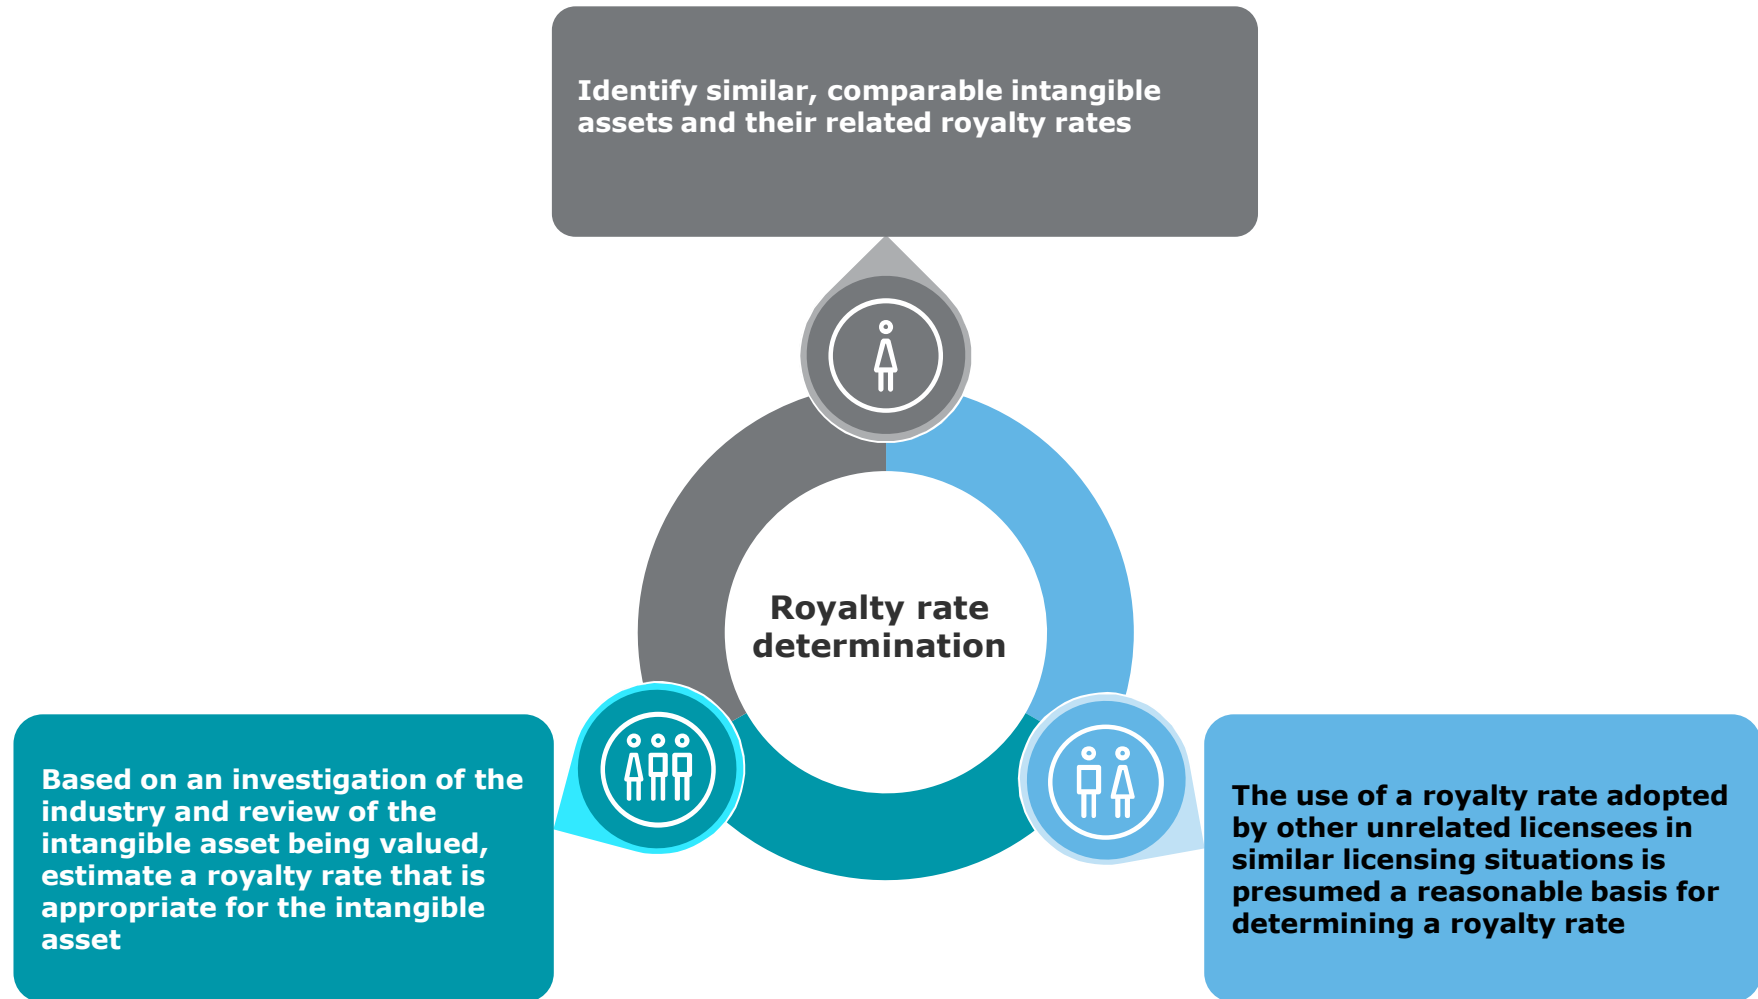 Identify similar, comparable intangible
assets and their related royalty rates
Royalty rate
determination
Based on an investigation of the
industry and review of the
intangible asset being valued,
estimate a royalty rate that is
appropriate for the intangible
asset
The use of a royalty rate adopted
by other unrelated licensees in
similar licensing situations is
presumed a reasonable basis for
determining a royalty rate